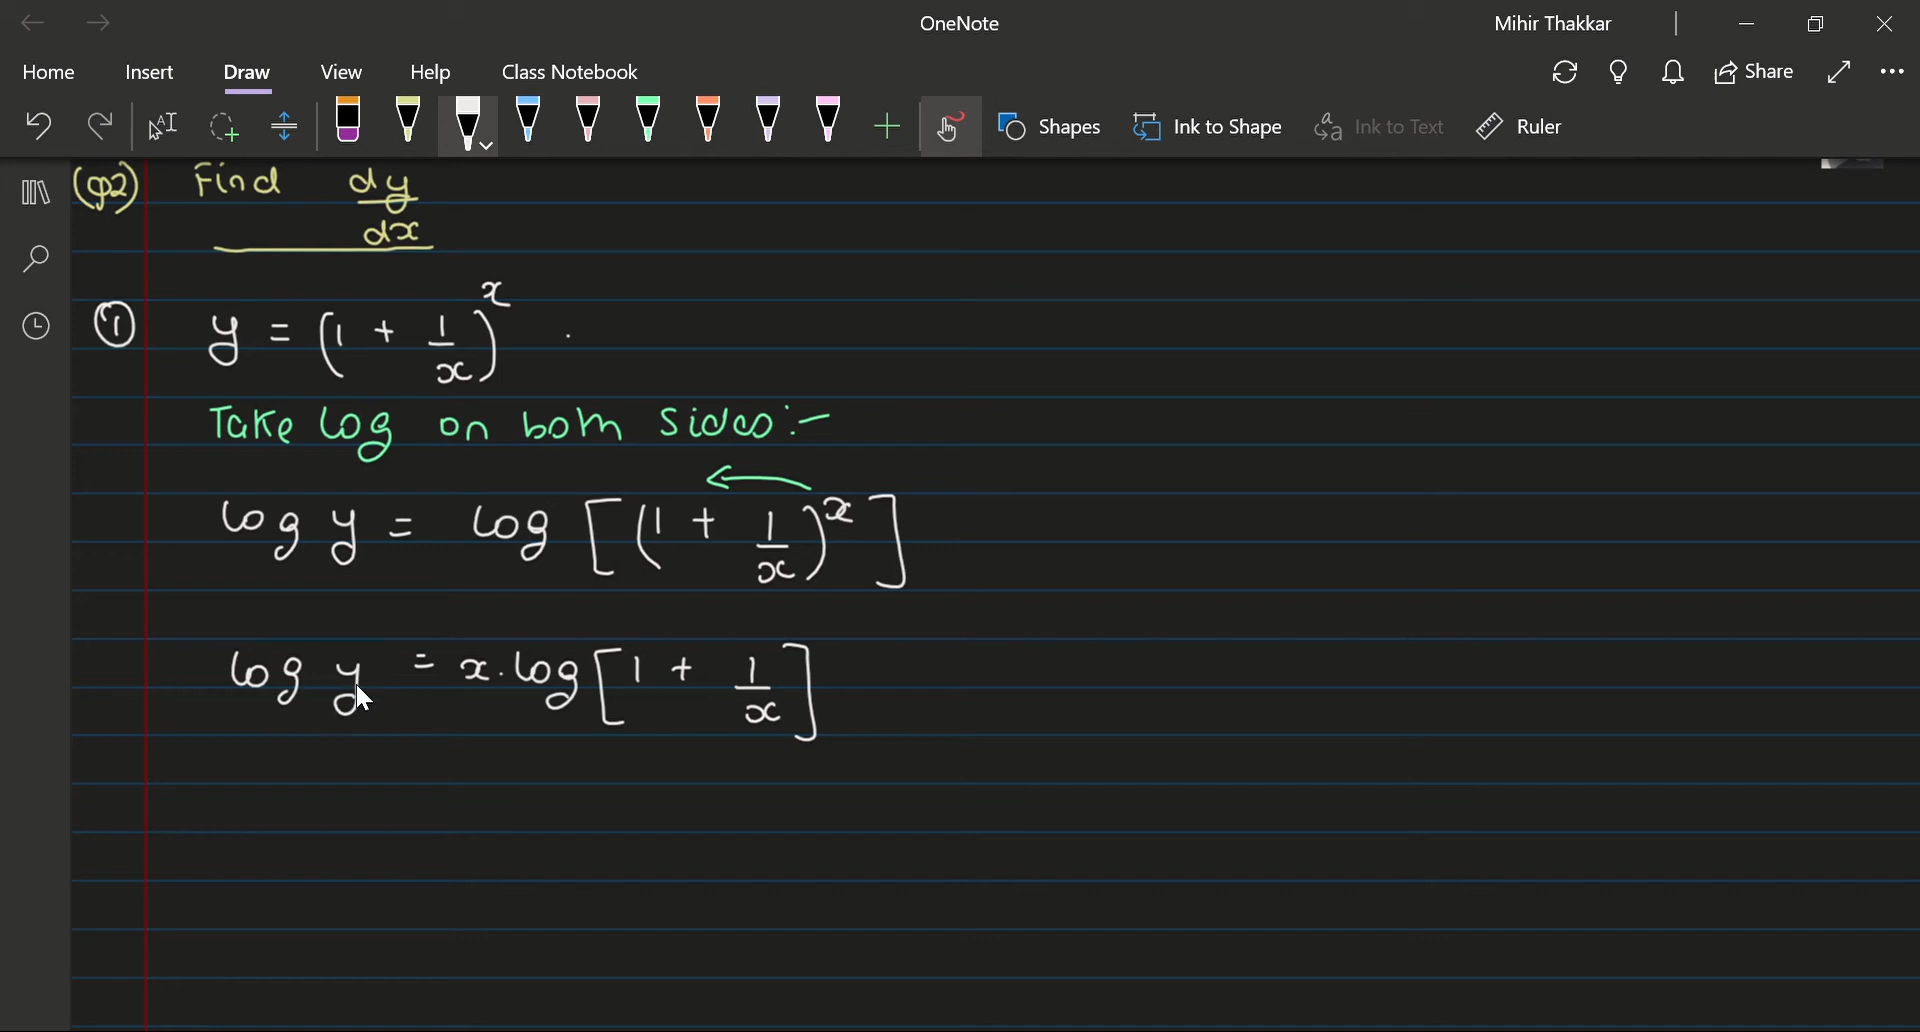 OneNote
Mihir Thakkar
Home Insert Draw View Help Class Notebook
Share
Shapes Ink to Shape Ink to Text Ruler
(Q2) Find dy/dx
① y = (1 + 1/x)^x .
Take log on both sides :-
log y = log [(1 + 1/x)^x]
log y = x.log [1 + 1/x]